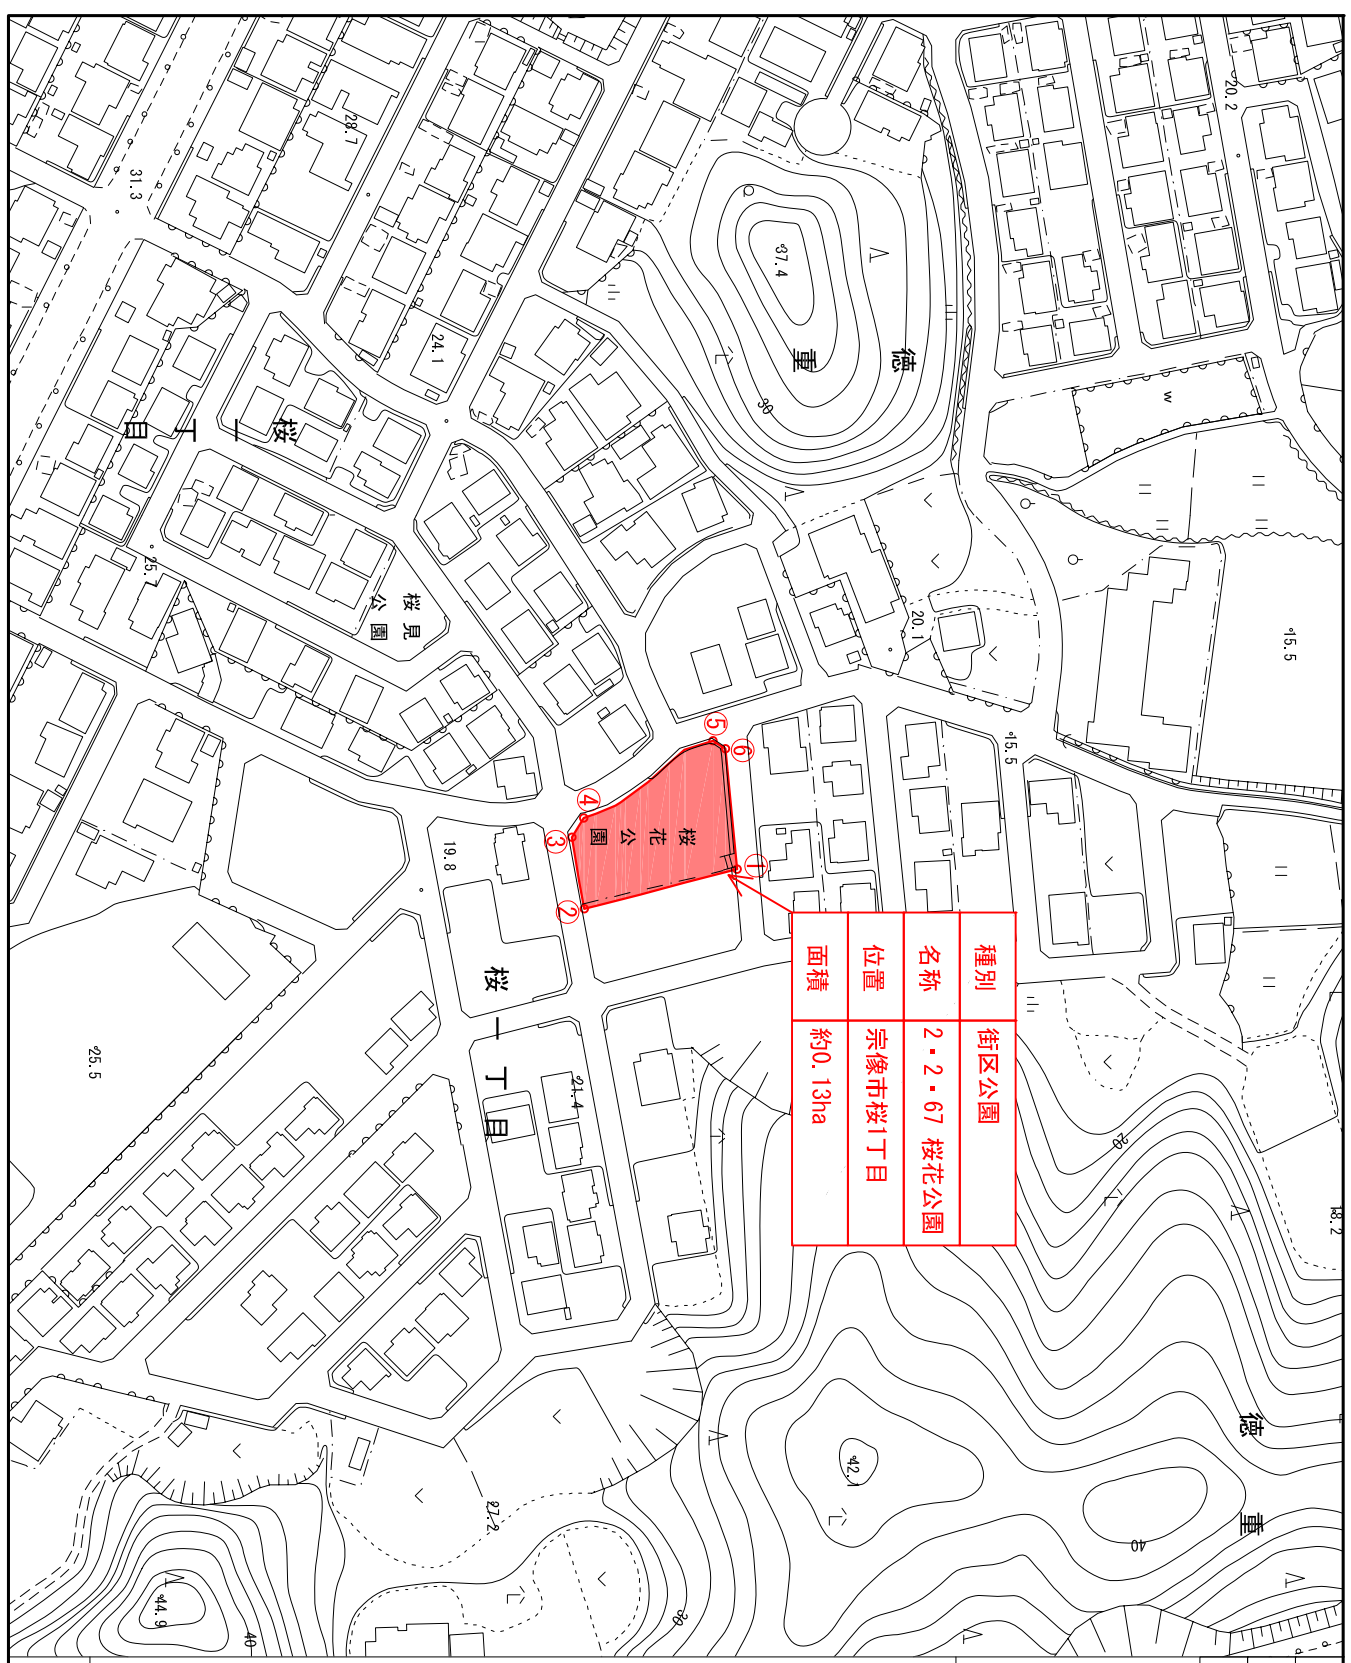 種別 街区公園
名称 2・2・67 桜花公園
位置 宗像市桜1丁目
面積 約0.13ha
桜花公園
①
②
③
④
⑤
⑥
桜見
公園
桜一丁目
桜一丁目
徳重
徳重
20.2
28.7
31.3
37.4
24.1
30
25.7
20.1
15.5
15.5
19.8
21.4
25.5
20
18.2
42.1
40
27.2
30
44.9
40
W